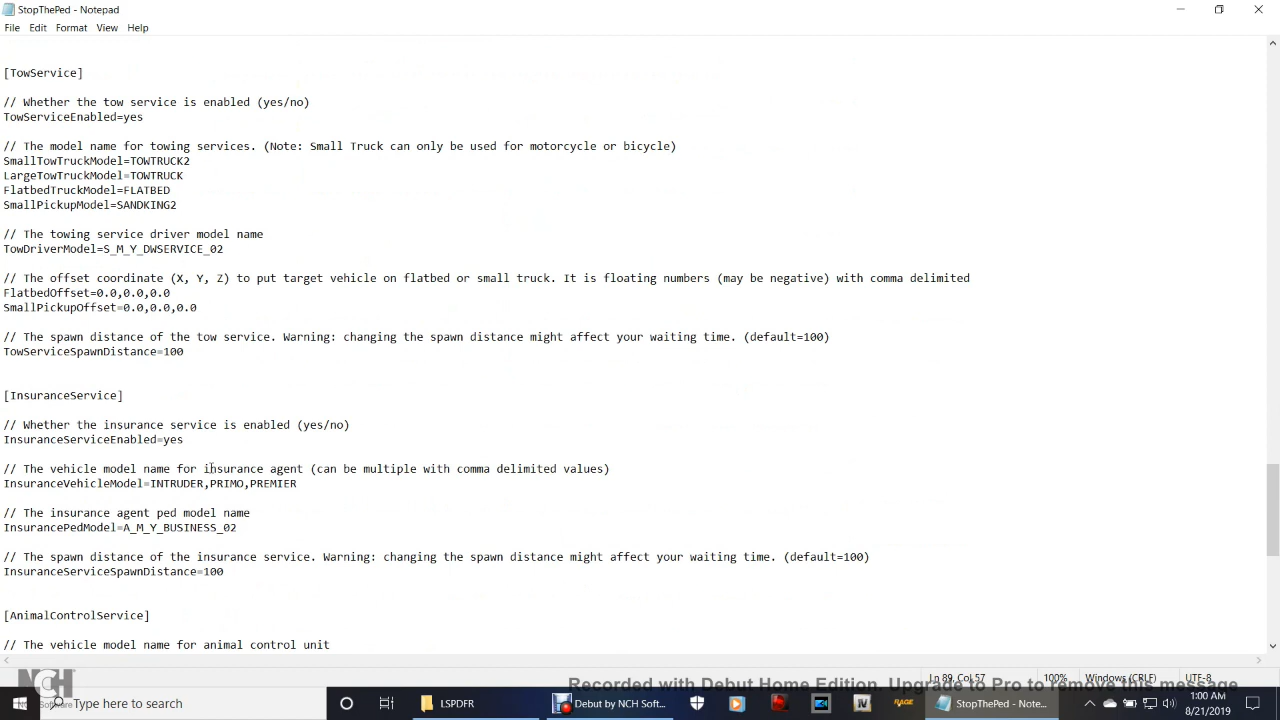 StopThePed - Notepad
File Edit Format View Help
[TowService]
// Whether the tow service is enabled (yes/no)
TowServiceEnabled=yes
// The model name for towing services. (Note: Small Truck can only be used for motorcycle or bicycle)
SmallTowTruckModel=TOWTRUCK2
LargeTowTruckModel=TOWTRUCK
FlatbedTruckModel=FLATBED
SmallPickupModel=SANDKING2
// The towing service driver model name
TowDriverModel=S_M_Y_DWSERVICE_02
// The offset coordinate (X, Y, Z) to put target vehicle on flatbed or small truck. It is floating numbers (may be negative) with comma delimited
FlatbedOffset=0.0,0.0,0.0
SmallPickupOffset=0.0,0.0,0.0
// The spawn distance of the tow service. Warning: changing the spawn distance might affect your waiting time. (default=100)
TowServiceSpawnDistance=100
[InsuranceService]
// Whether the insurance service is enabled (yes/no)
InsuranceServiceEnabled=yes
// The vehicle model name for insurance agent (can be multiple with comma delimited values)
InsuranceVehicleModel=INTRUDER,PRIMO,PREMIER
// The insurance agent ped model name
InsurancePedModel=A_M_Y_BUSINESS_02
// The spawn distance of the insurance service. Warning: changing the spawn distance might affect your waiting time. (default=100)
InsuranceServiceSpawnDistance=100
[AnimalControlService]
// The vehicle model name for animal control unit
Ln 89, Col 57 100% Windows (CRLF) UTF-8
NCH
NCH Software
Recorded with Debut Home Edition. Upgrade to Pro to remove this message
Type here to search
LSPDFR
Debut by NCH Soft...
IV
RAGE
StopThePed - Note...
1:00 AM
8/21/2019